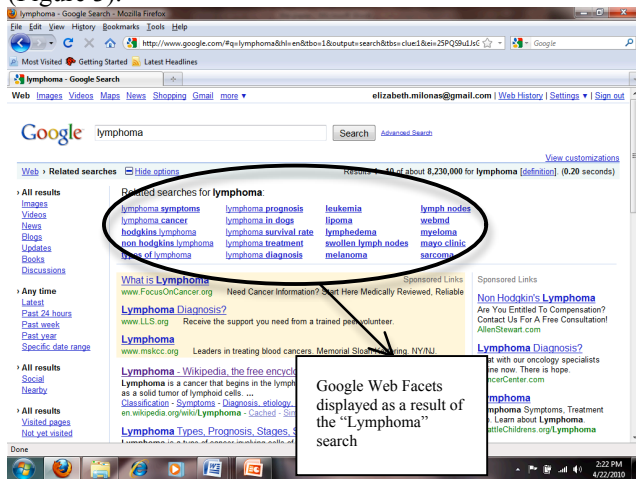 (Figure 3).
lymphoma - Google Search - Mozilla Firefox
File Edit View History Bookmarks Tools Help
http://www.google.com/#q=lymphoma&hl=en&tbo=1&output=search&tbs=clue:1&ei=25PQS9u1JsG
Google
Most Visited Getting Started Latest Headlines
lymphoma - Google Search
Web Images Videos Maps News Shopping Gmail more ▼ elizabeth.milonas@gmail.com | Web History | Settings ▼ | Sign out
Google lymphoma Search Advanced Search
View customizations
Web › Related searches Hide options Results 1 - 10 of about 8,230,000 for lymphoma [definition]. (0.20 seconds)
› All results
Images
Videos
News
Blogs
Updates
Books
Discussions
› Any time
Latest
Past 24 hours
Past week
Past year
Specific date range
› All results
Social
Nearby
› All results
Visited pages
Not yet visited
Related searches for lymphoma:
lymphoma symptoms lymphoma prognosis leukemia lymph nodes
lymphoma cancer lymphoma in dogs lipoma webmd
hodgkins lymphoma lymphoma survival rate lymphedema myeloma
non hodgkins lymphoma lymphoma treatment swollen lymph nodes mayo clinic
types of lymphoma lymphoma diagnosis melanoma sarcoma
What is Lymphoma Sponsored Links
www.FocusOnCancer.org Need Cancer Information? Start Here Medically Reviewed, Reliable
Lymphoma Diagnosis?
www.LLS.org Receive the support you need from a trained peer volunteer.
Lymphoma
www.mskcc.org Leaders in treating blood cancers. Memorial Sloan-Kettering. NY/NJ.
Lymphoma - Wikipedia, the free encyclo
Lymphoma is a cancer that begins in the lymph
as a solid tumor of lymphoid cells. ...
Classification - Symptoms - Diagnosis, etiology,
en.wikipedia.org/wiki/Lymphoma - Cached - Sim
Lymphoma Types, Prognosis, Stages, S
Lymphoma is a type of cancer involving cells of
Sponsored Links
Non Hodgkin's Lymphoma
Are You Entitled To Compensation?
Contact Us For A Free Consultation!
AllenStewart.com
Lymphoma Diagnosis?
at with our oncology specialists
ine now. There is hope.
ncerCenter.com
mphoma
mphoma Symptoms, Treatment
o. Learn about Lymphoma.
attleChildrens.org/Lymphoma
Google Web Facets
displayed as a result of
the “Lymphoma”
search
Done
2:22 PM
4/22/2010